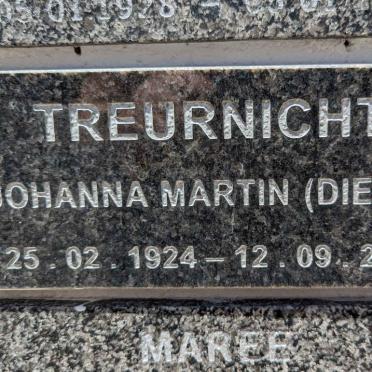 TREURNICHT
JOHANNA MARTIN (DIE
25 . 02 . 1924 – 12 . 09 . 2
MAREE